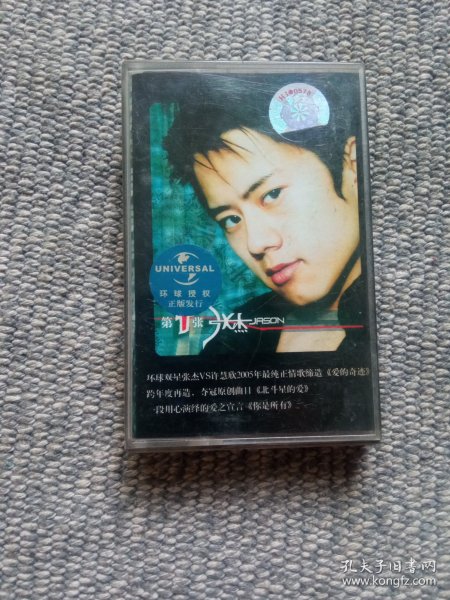 UNIVERSAL
环球授权
正版发行
第1张 张杰 JASON
环球双星张杰VS许慧欣2005年最纯正情歌缔造《爱的奇迹》
跨年度再造，夺冠原创曲目《北斗星的爱》
一段用心演绎的爱之宣言《你是所有》
孔夫子旧书网
www.kongfz.com